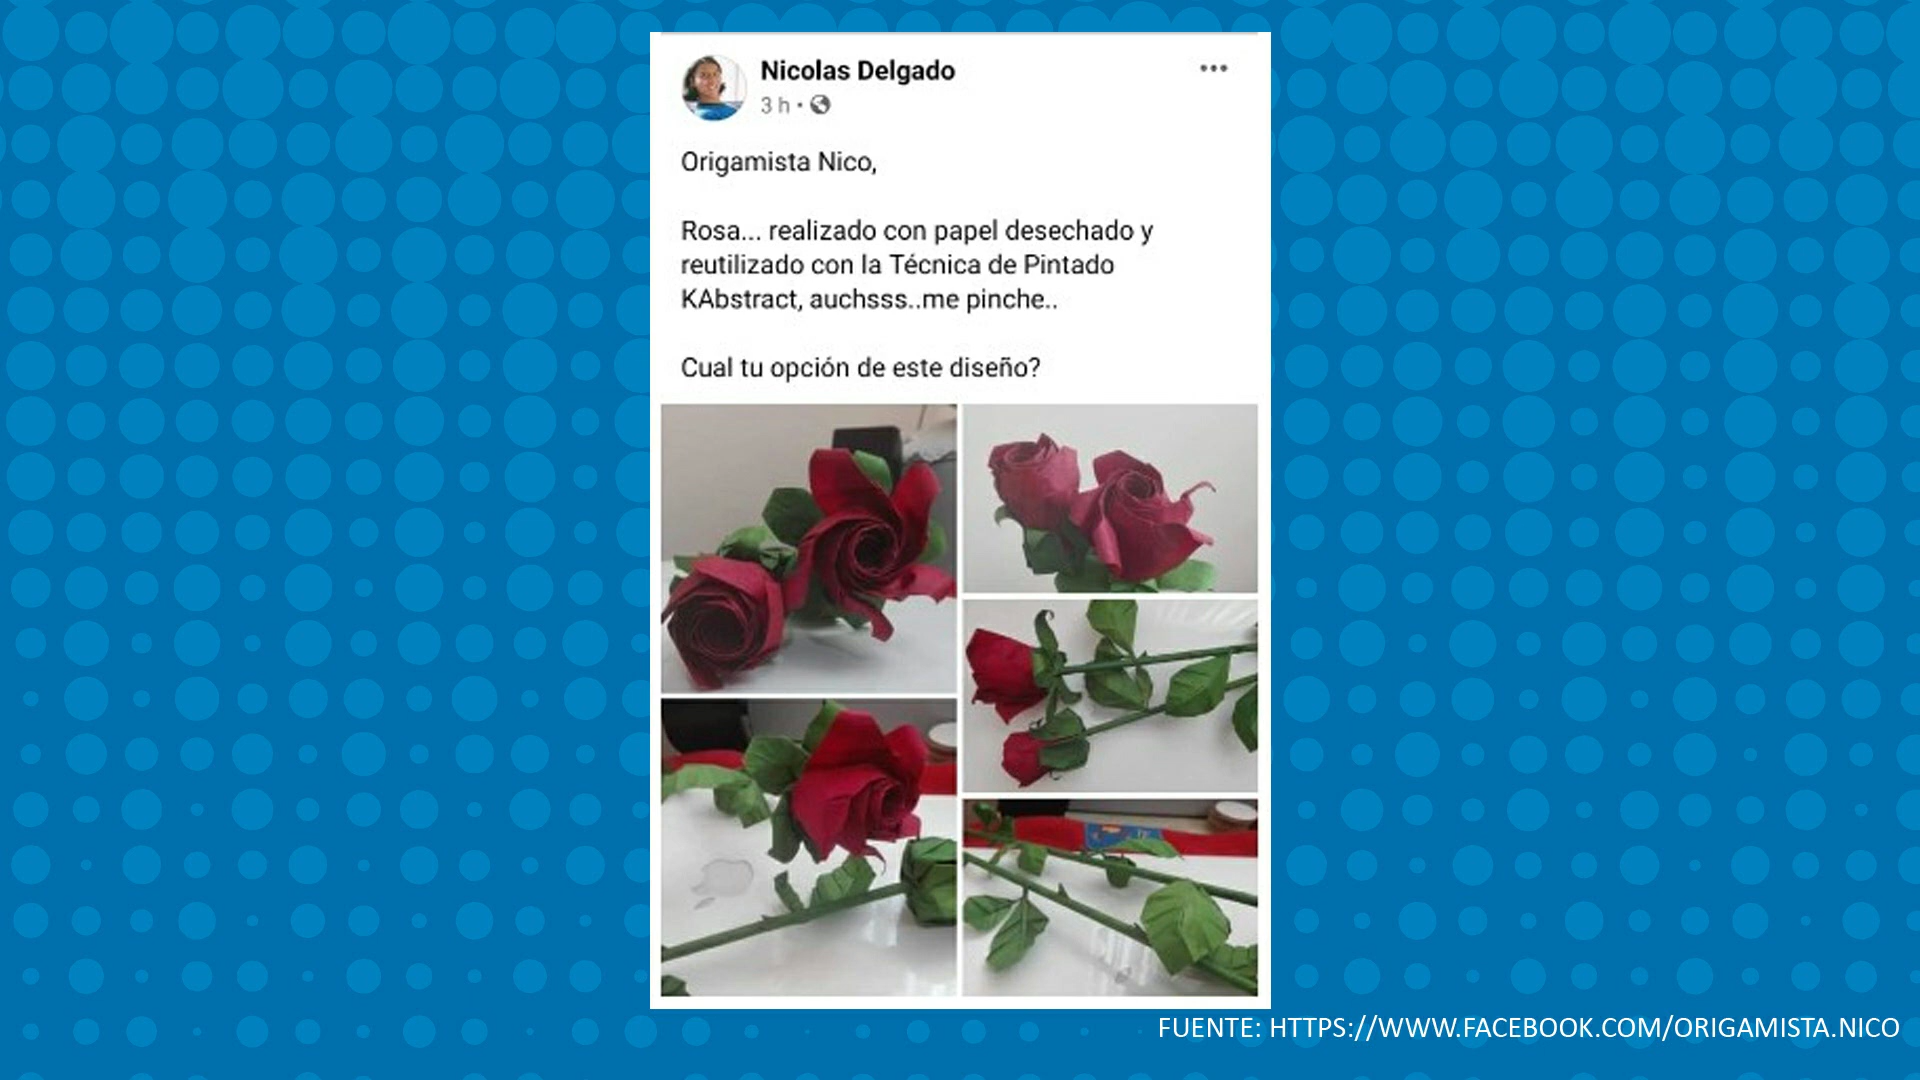 Nicolas Delgado
3 h •
Origamista Nico,
Rosa... realizado con papel desechado y
reutilizado con la Técnica de Pintado
KAbstract, auchsss..me pinche..
Cual tu opción de este diseño?
FUENTE: HTTPS://WWW.FACEBOOK.COM/ORIGAMISTA.NICO